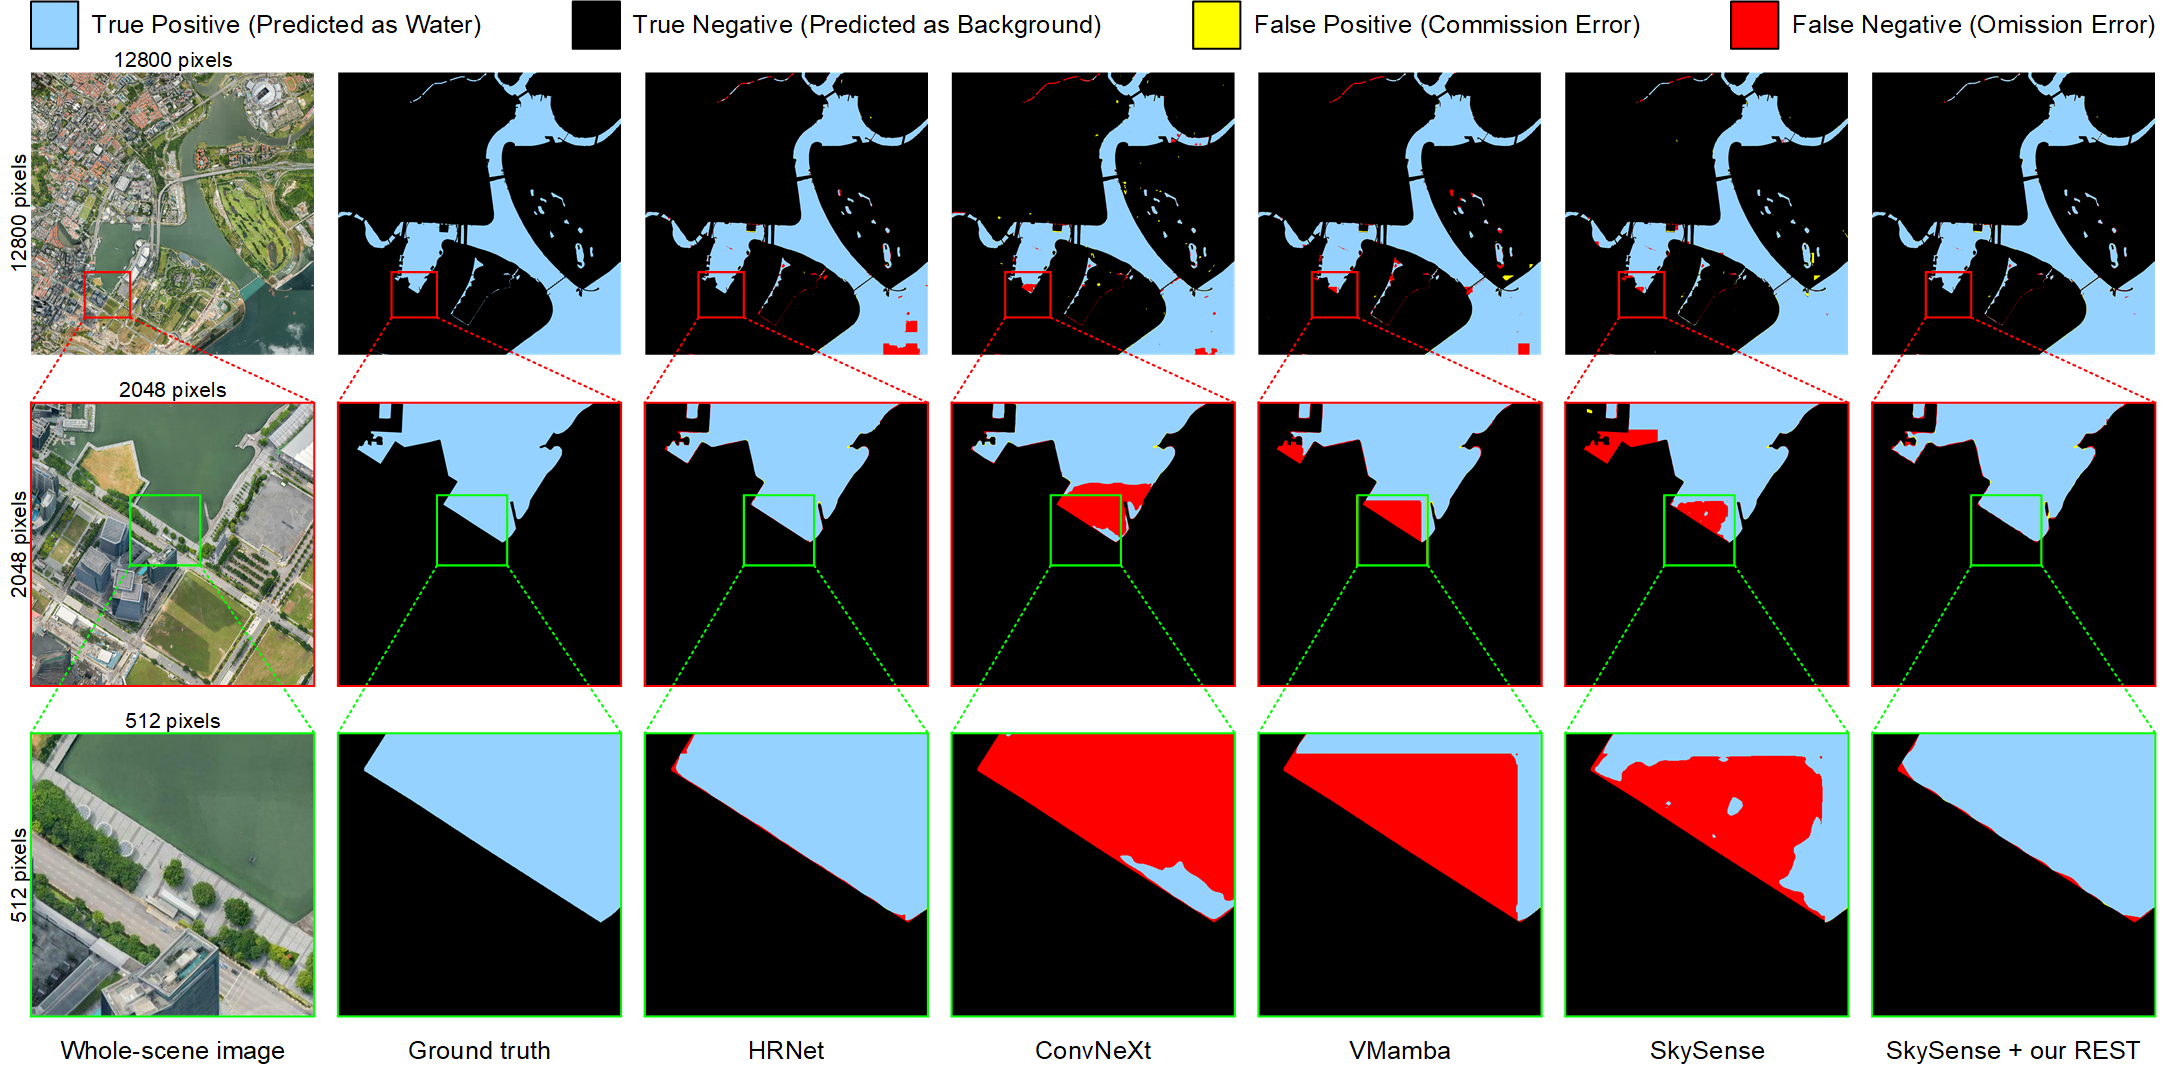 True Positive (Predicted as Water)
True Negative (Predicted as Background)
False Positive (Commission Error)
False Negative (Omission Error)
12800 pixels
12800 pixels
2048 pixels
2048 pixels
512 pixels
512 pixels
Whole-scene image
Ground truth
HRNet
ConvNeXt
VMamba
SkySense
SkySense + our REST